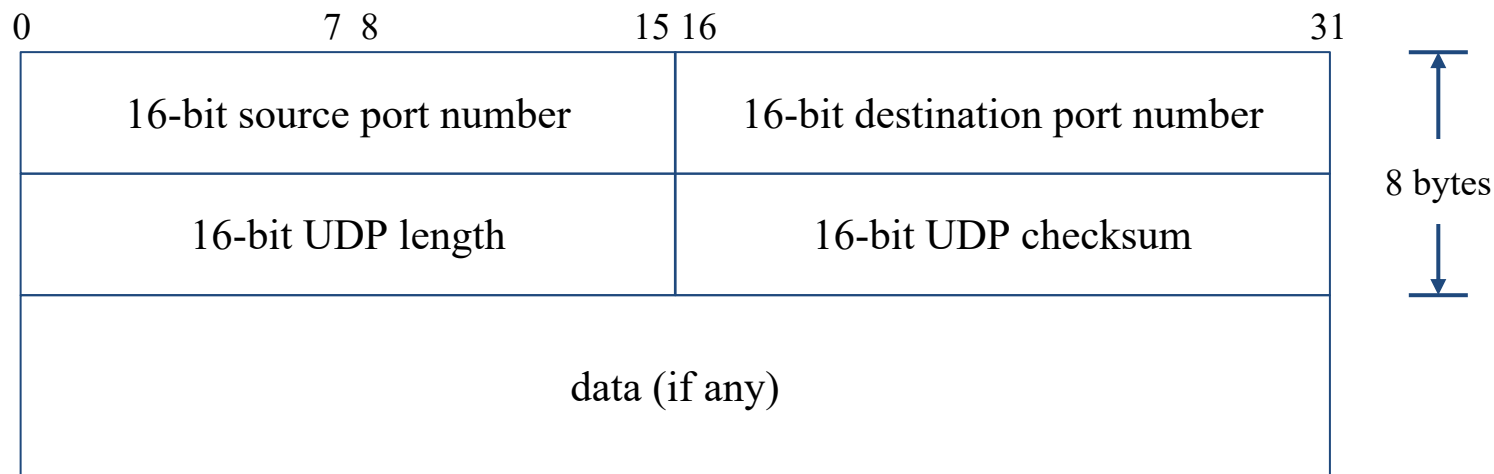 0 7 8 15 16 31
16-bit source port number 16-bit destination port number
8 bytes
16-bit UDP length 16-bit UDP checksum
data (if any)